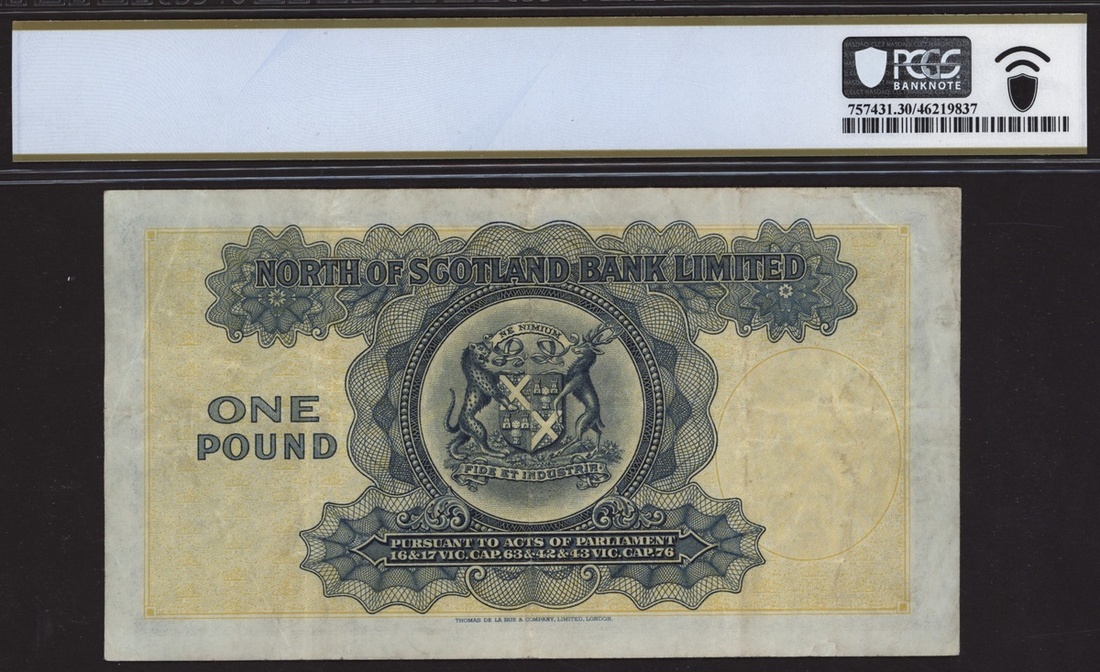 PCGS
BANKNOTE
757431.30/46219837
NORTH OF SCOTLAND BANK LIMITED
NE NIMIUM
ONE
POUND
FIDE ET INDUSTRIA
PURSUANT TO ACTS OF PARLIAMENT
16&17 VIC. CAP. 63 & 42 & 43 VIC. CAP. 76
THOMAS DE LA RUE & COMPANY, LIMITED, LONDON.